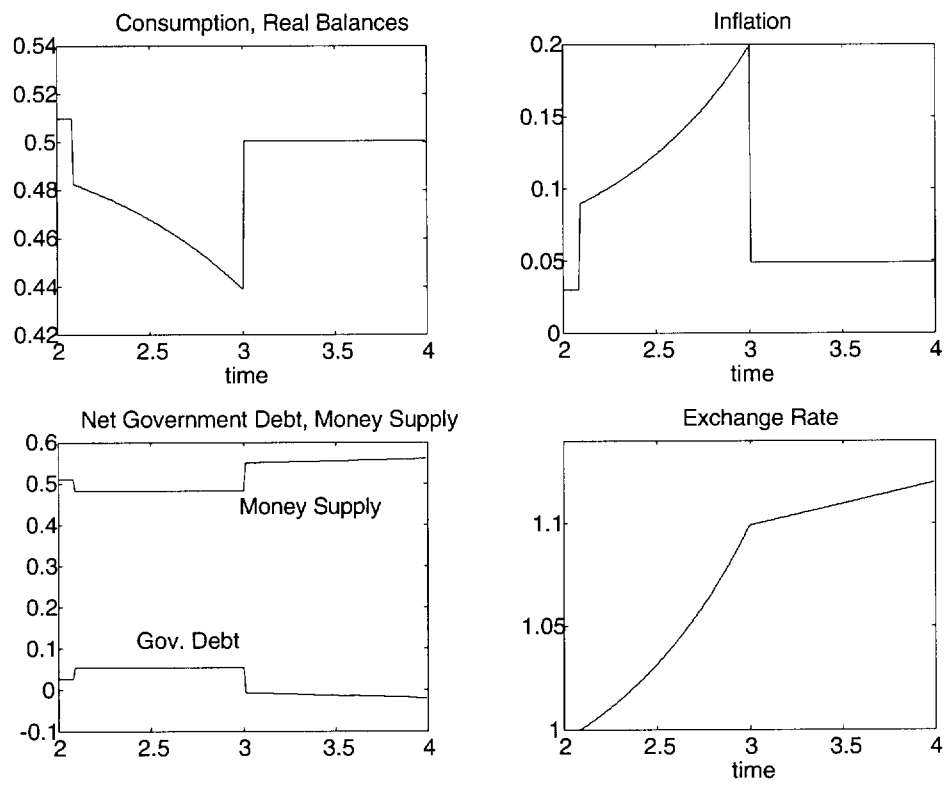 Consumption, Real Balances
0.54
0.52
0.5
0.48
0.46
0.44
0.42
2 2.5 3 3.5 4
time
Inflation
0.2
0.15
0.1
0.05
0
2 2.5 3 3.5 4
time
Net Government Debt, Money Supply
0.6
0.5
0.4
0.3
0.2
0.1
0
-0.1
Money Supply
Gov. Debt
2 2.5 3 3.5 4
Exchange Rate
1.1
1.05
1
2 2.5 3 3.5 4
time